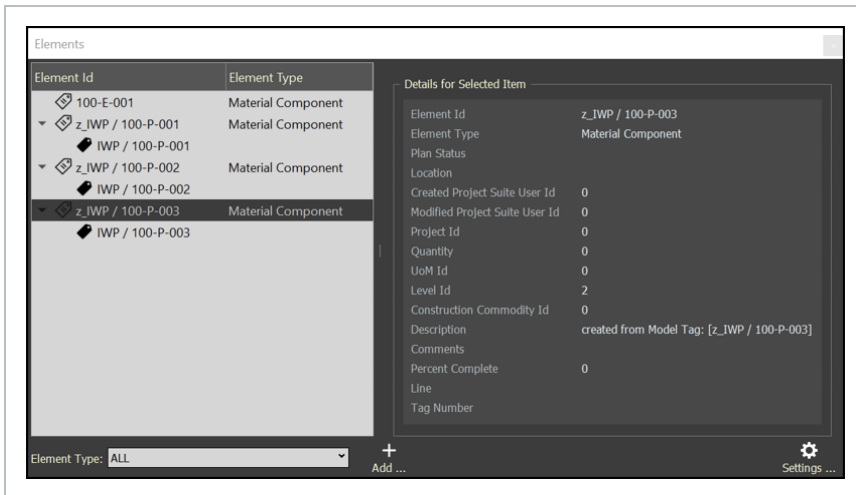 Elements
Element Id Element Type
100-E-001 Material Component
z_IWP / 100-P-001 Material Component
IWP / 100-P-001
z_IWP / 100-P-002 Material Component
IWP / 100-P-002
z_IWP / 100-P-003 Material Component
IWP / 100-P-003
Element Type: ALL
Add ...
Details for Selected Item
Element Id z_IWP / 100-P-003
Element Type Material Component
Plan Status
Location
Created Project Suite User Id 0
Modified Project Suite User Id 0
Project Id 0
Quantity 0
UoM Id 0
Level Id 2
Construction Commodity Id 0
Description created from Model Tag: [z_IWP / 100-P-003]
Comments
Percent Complete 0
Line
Tag Number
Settings ...